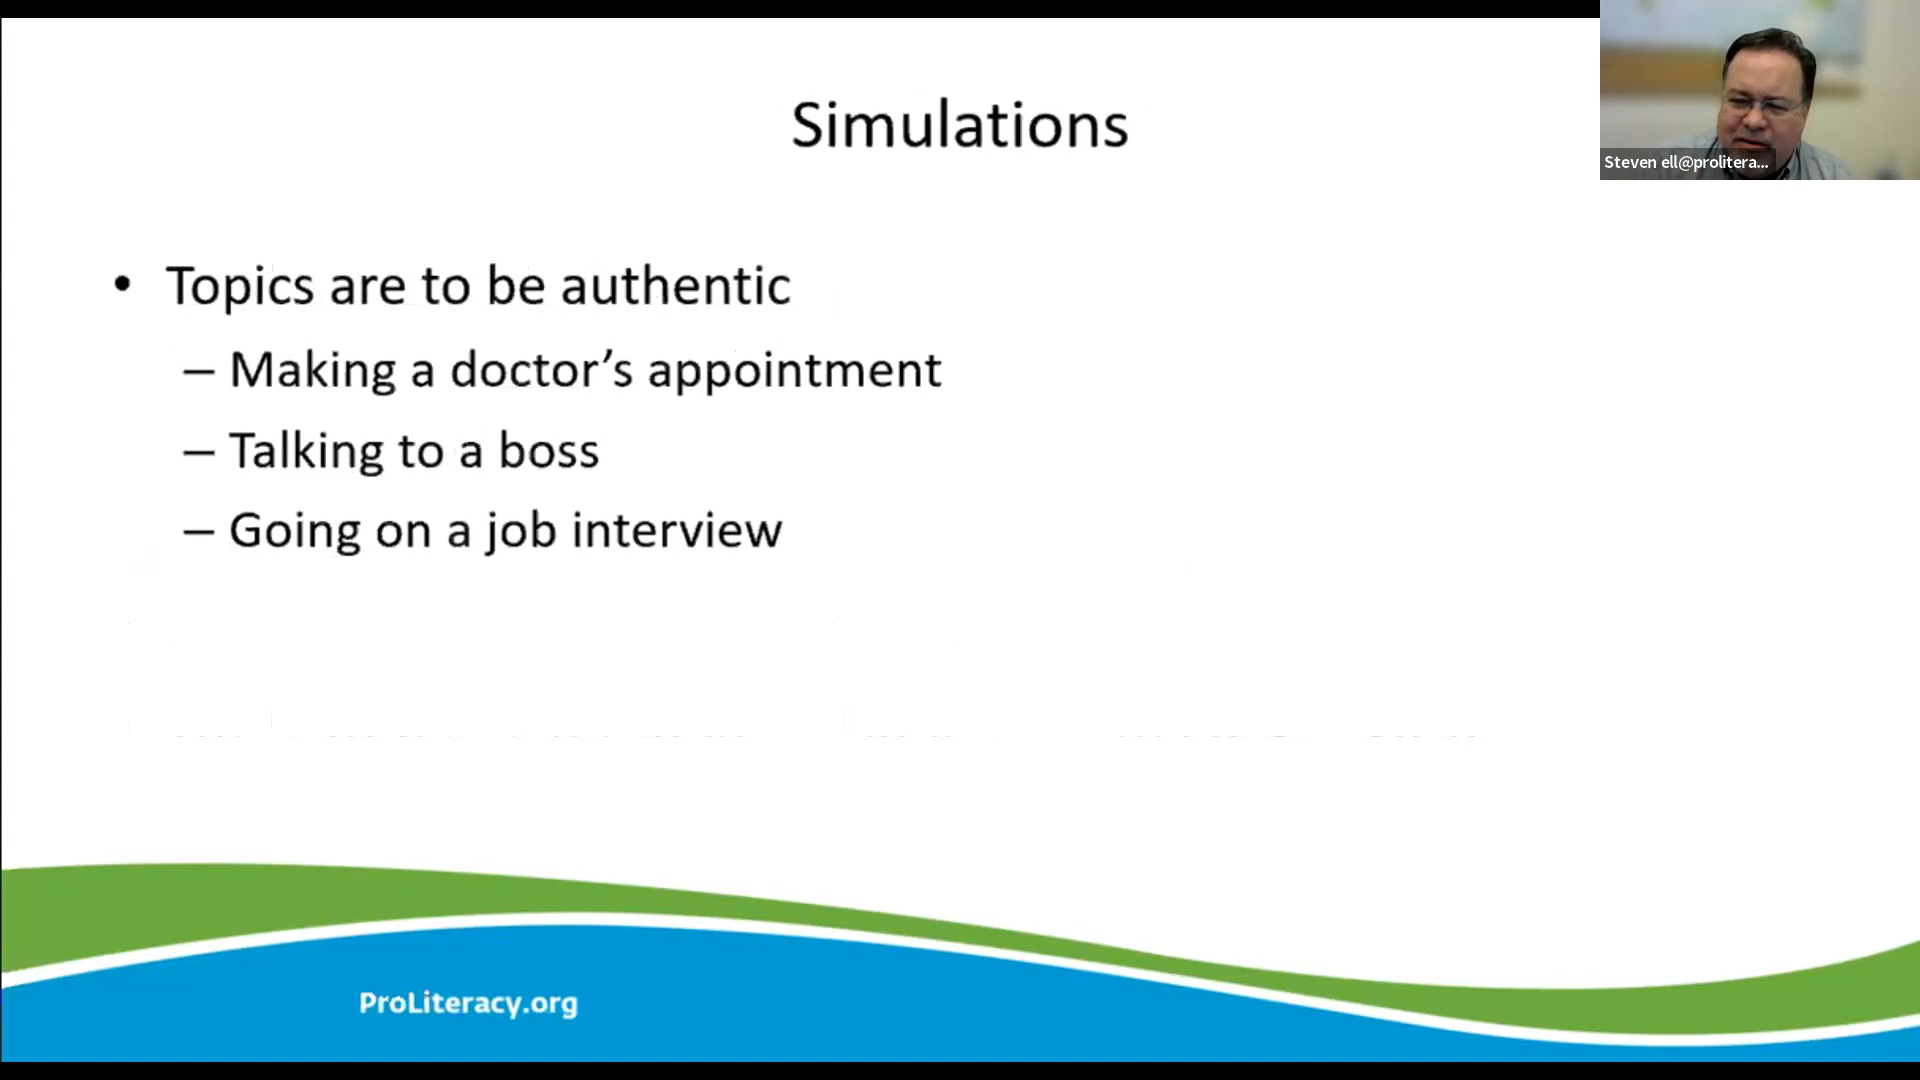 Simulations
Steven ell@prolitera...
• Topics are to be authentic
– Making a doctor’s appointment
– Talking to a boss
– Going on a job interview
ProLiteracy.org